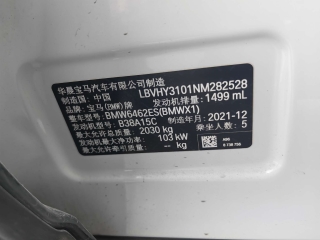 华晨宝马汽车有限公司制造
制造国：中国 LBVHY3101NM282528
品牌：宝马(BMW)牌 发动机排量：1499 mL
整车型号：BMW6462ES(BMWX1)
发动机型号：B38A15C 制造年月：2021-12
最大允许总质量：2030 kg 乘坐人数：5
发动机最大净功率：103 kW
最大允许牵引质量：-- kg